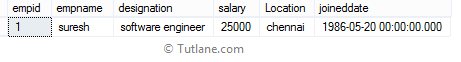 empid empname designation salary Location joineddate
1 suresh software engineer 25000 chennai 1986-05-20 00:00:00.000
© Tutlane.com